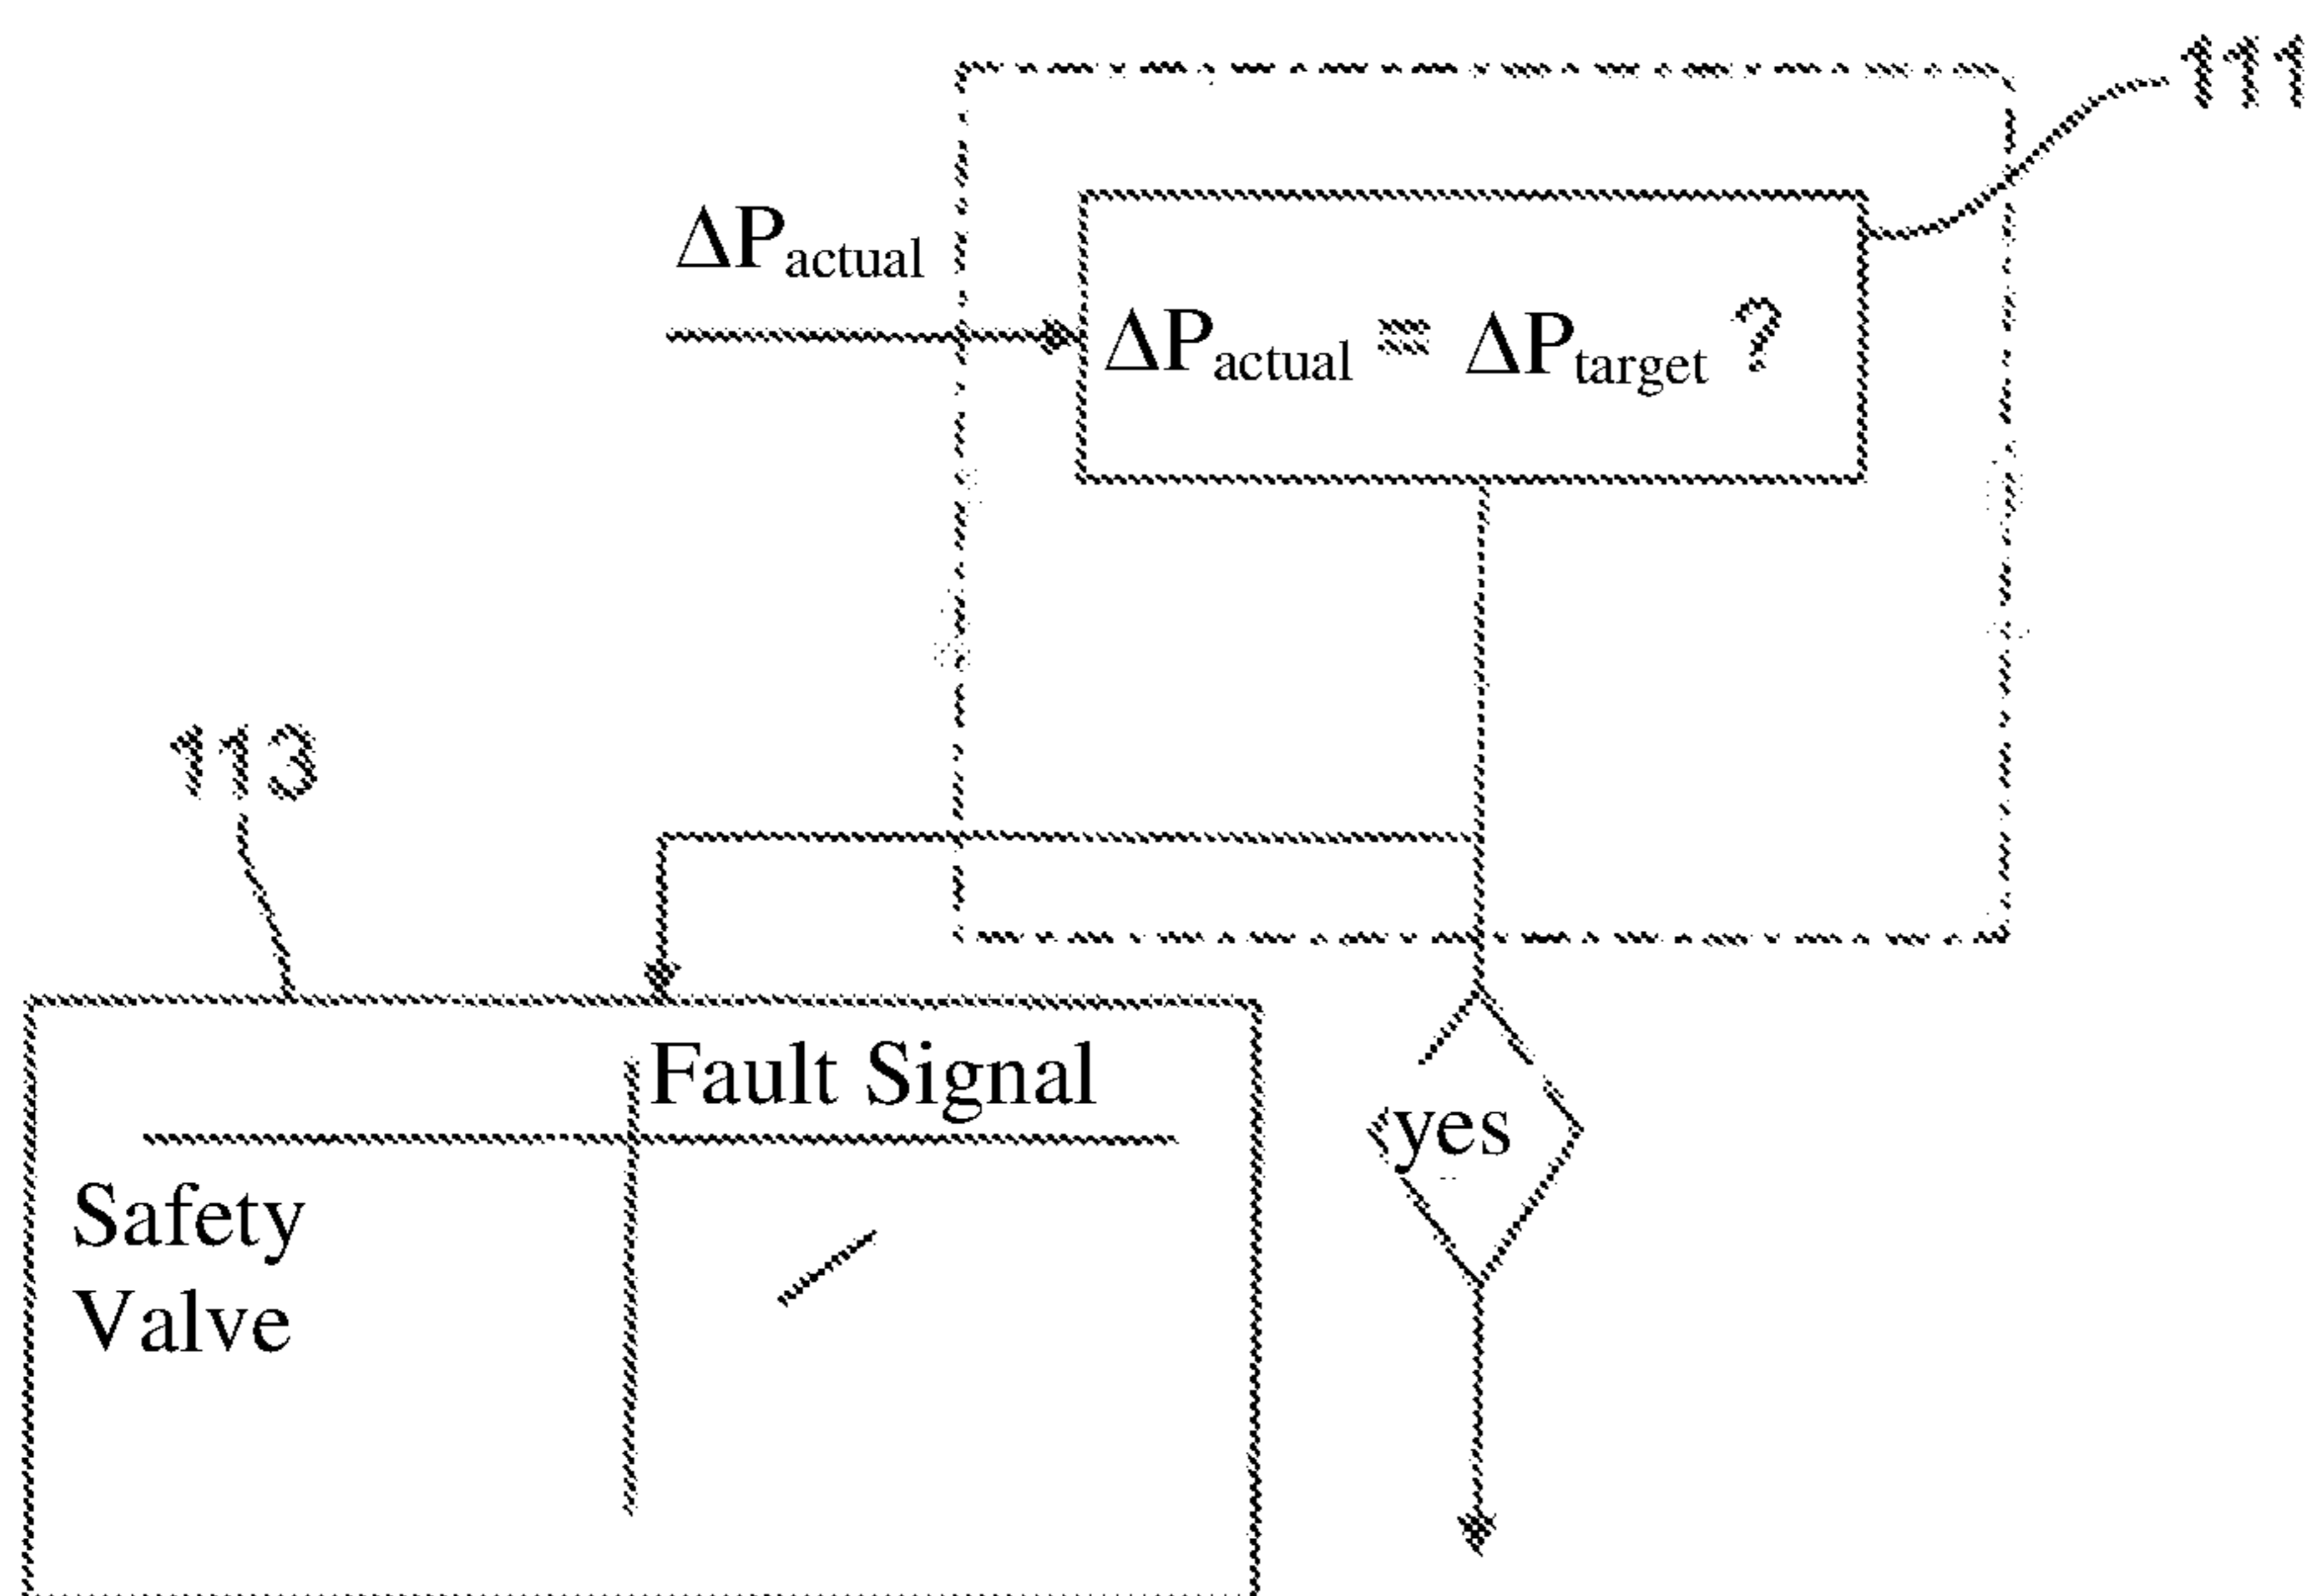 111
ΔPactual
ΔPactual ≡ ΔPtarget ?
113
Fault Signal
yes
Safety
Valve